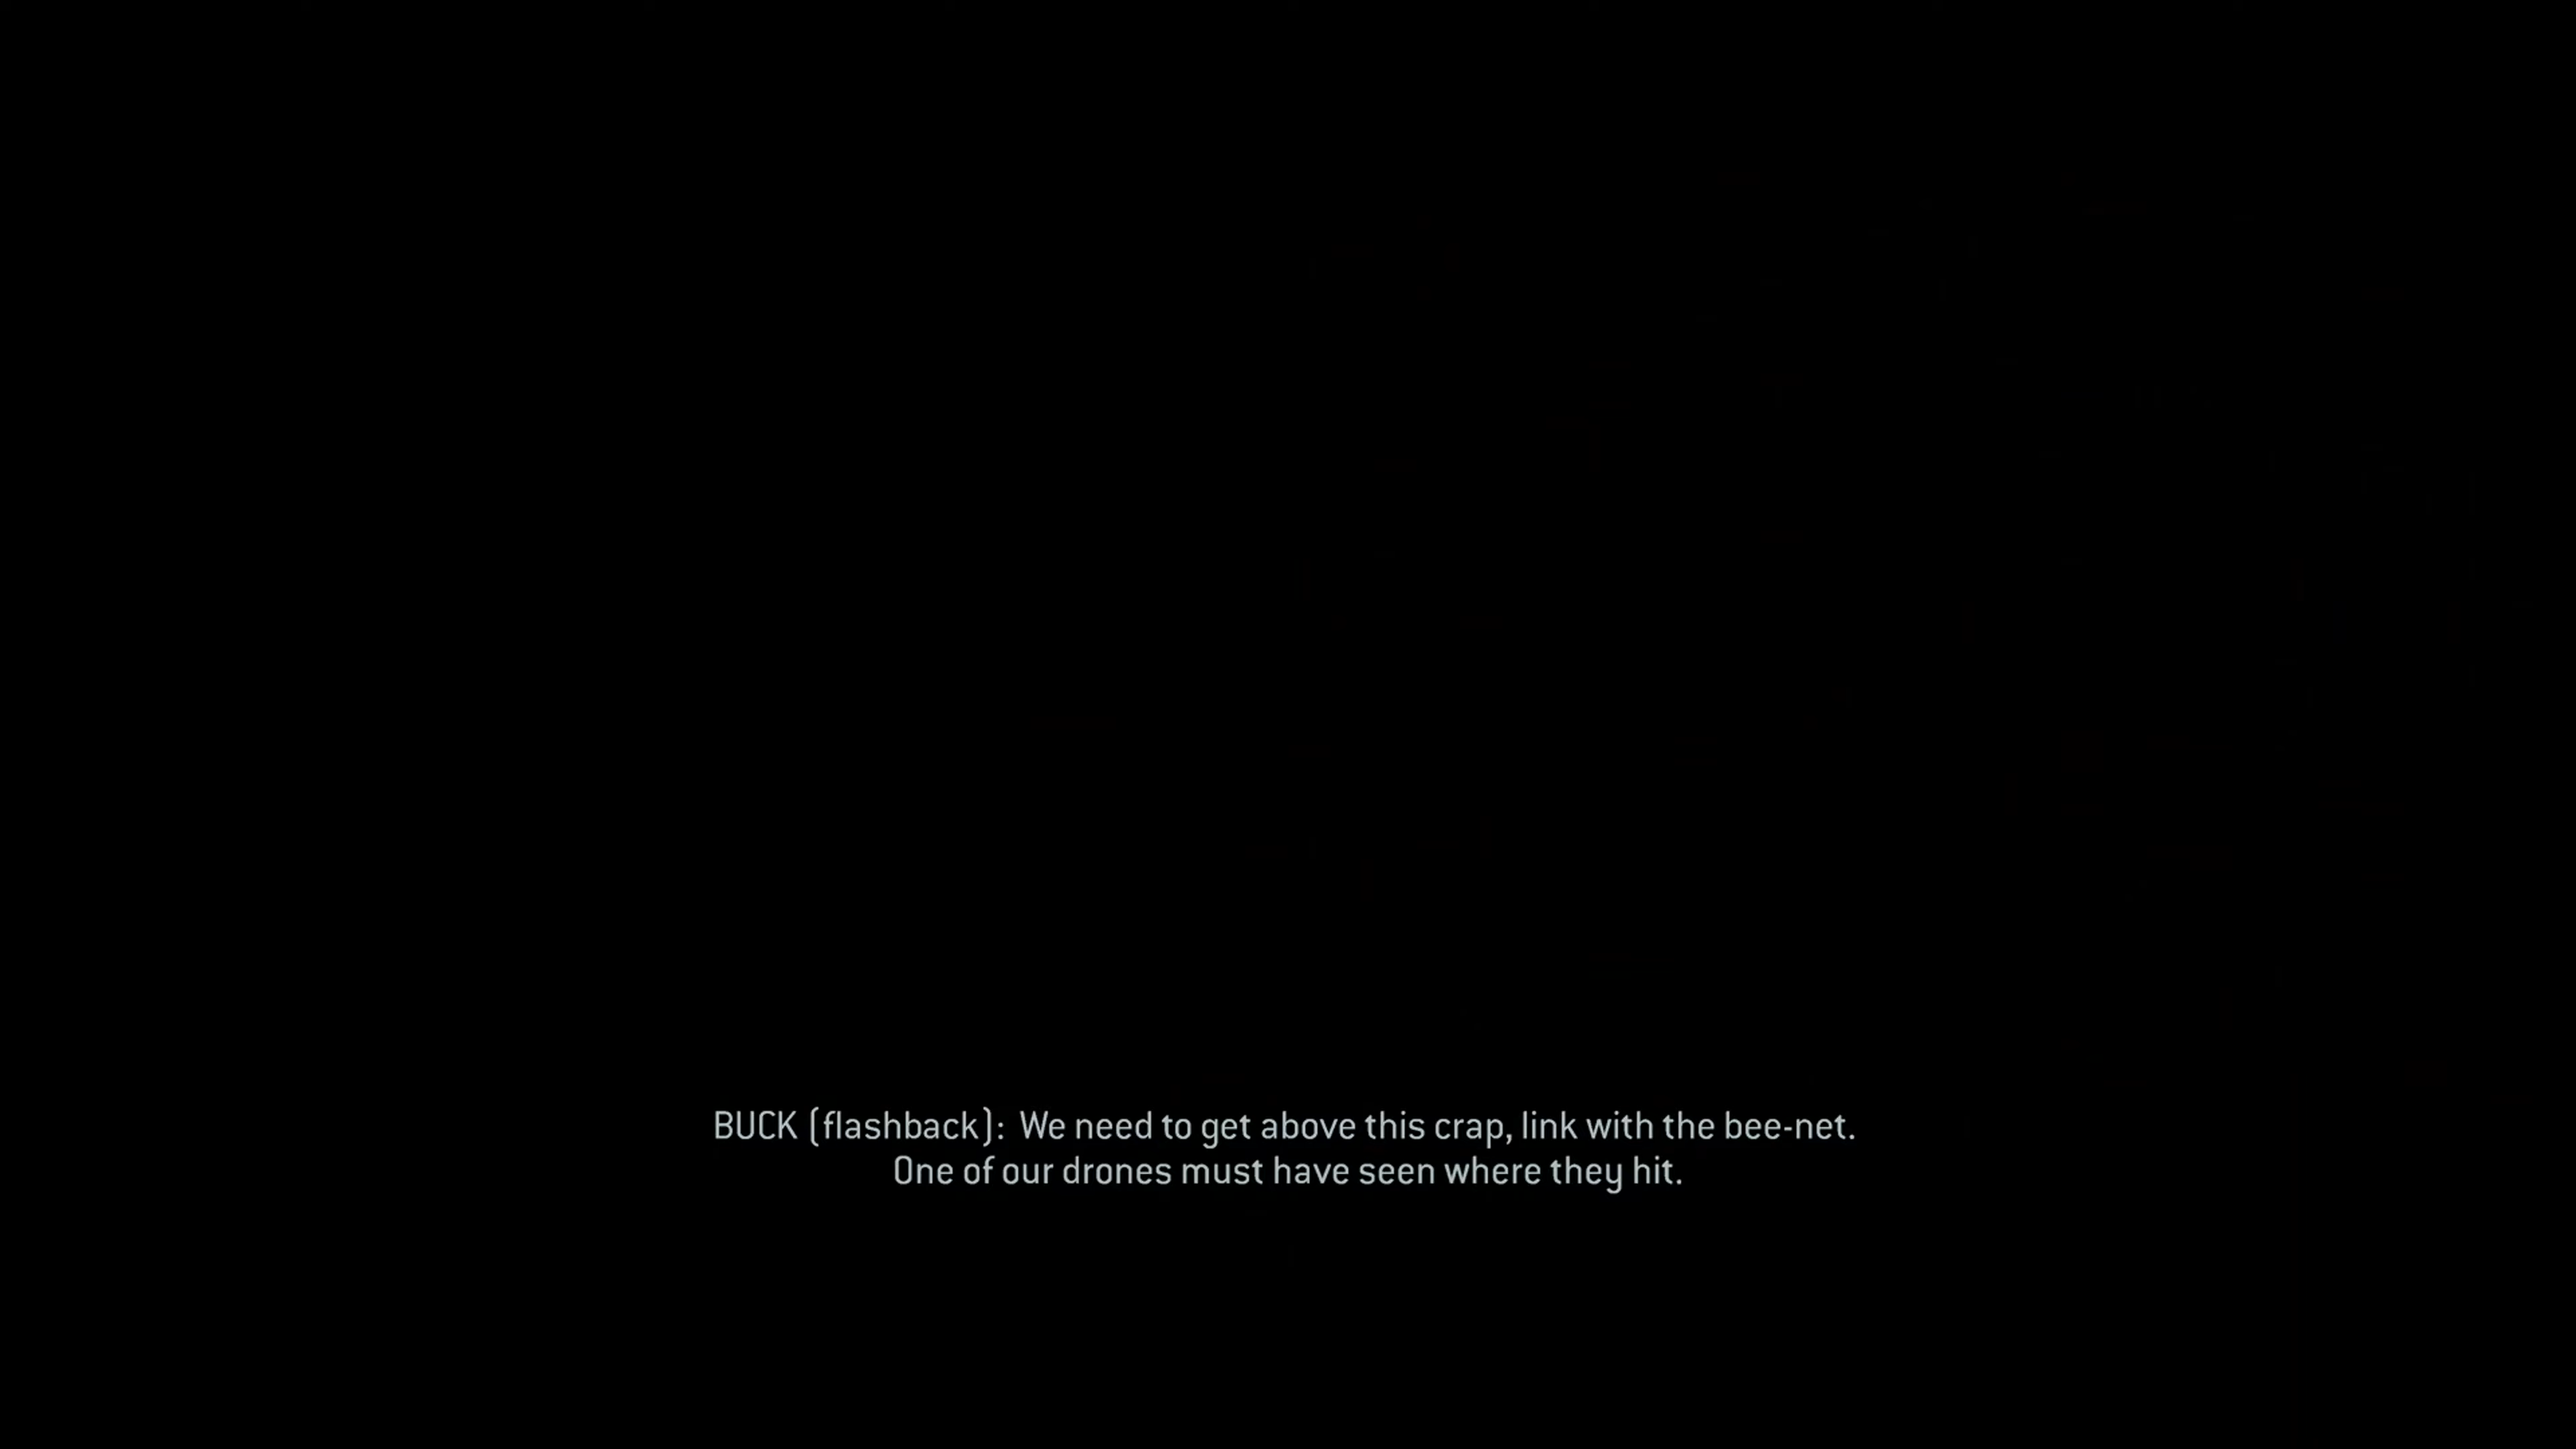 BUCK (flashback): We need to get above this crap, link with the bee-net.
One of our drones must have seen where they hit.